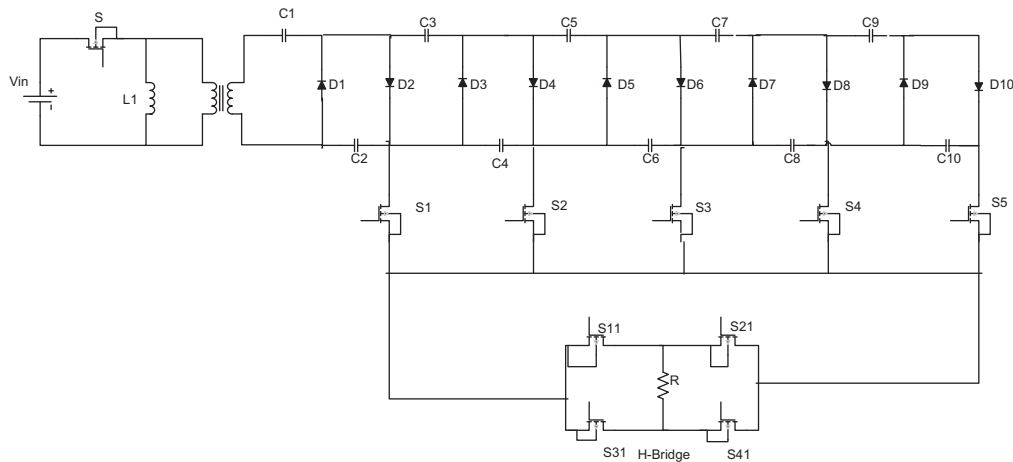 S
C1
C3
C5
C7
C9
Vin
+
-
L1
D1
D2
D3
D4
D5
D6
D7
D8
D9
D10
C2
C4
C6
C8
C10
S1
S2
S3
S4
S5
S11
S21
R
S31
H-Bridge
S41